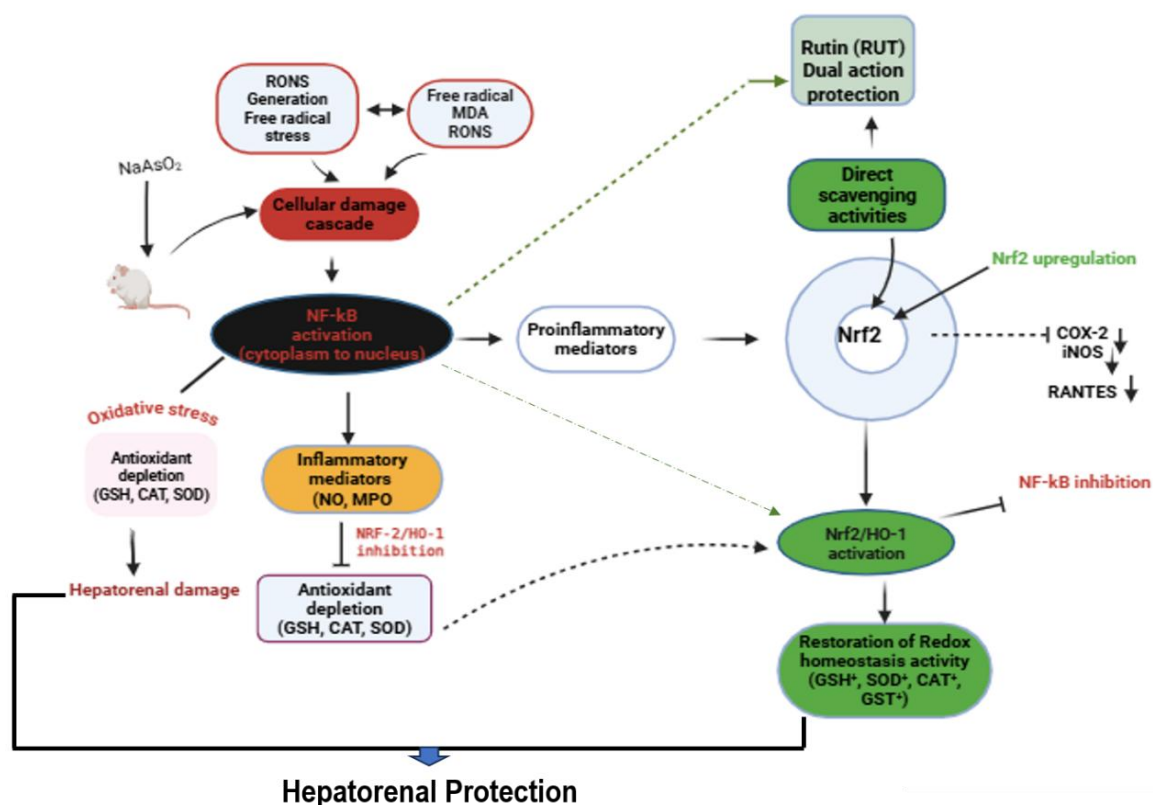 RONS
Generation
Free radical
stress
Free radical
MDA
RONS
NaAsO₂
Cellular damage
cascade
NF-kB
activation
(cytoplasm to nucleus)
Proinflammatory
mediators
Rutin (RUT)
Dual action
protection
Direct
scavenging
activities
Nrf2 upregulation
Nrf2
COX-2
iNOS
RANTES
Oxidative stress
Antioxidant
depletion
(GSH, CAT, SOD)
Hepatorenal damage
Inflammatory
mediators
(NO, MPO
NRF-2/HO-1
inhibition
Antioxidant
depletion
(GSH, CAT, SOD)
NF-kB inhibition
Nrf2/HO-1
activation
Restoration of Redox
homeostasis activity
(GSH⁺, SOD⁺, CAT⁺,
GST⁺)
Hepatorenal Protection